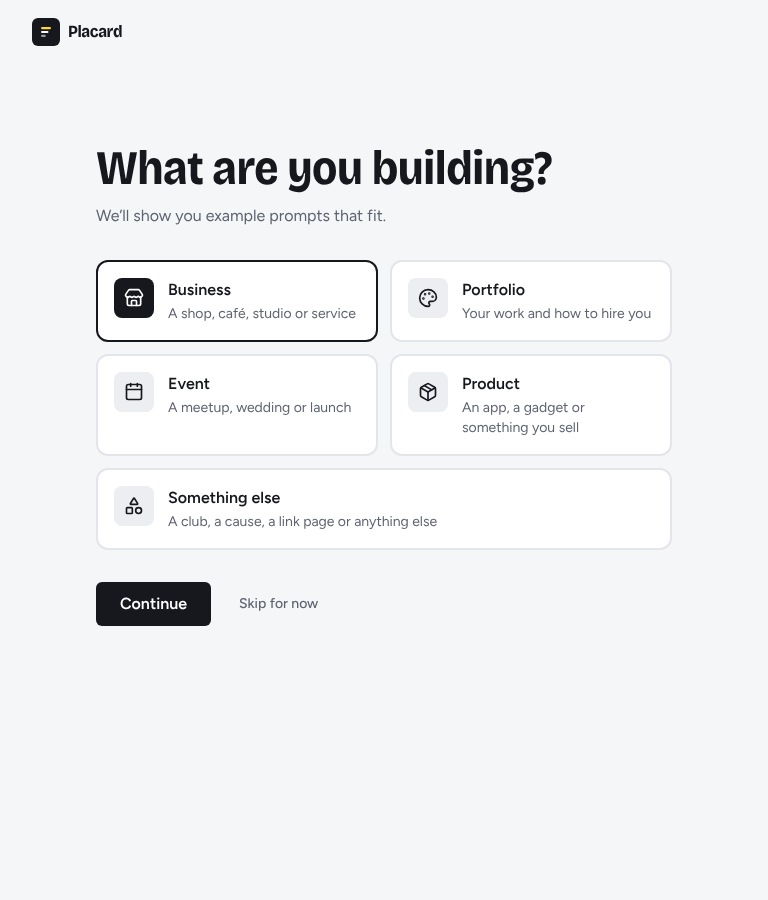 Placard
What are you building?
We’ll show you example prompts that fit.
Business
A shop, café, studio or service
Portfolio
Your work and how to hire you
Event
A meetup, wedding or launch
Product
An app, a gadget or
something you sell
Something else
A club, a cause, a link page or anything else
Continue
Skip for now